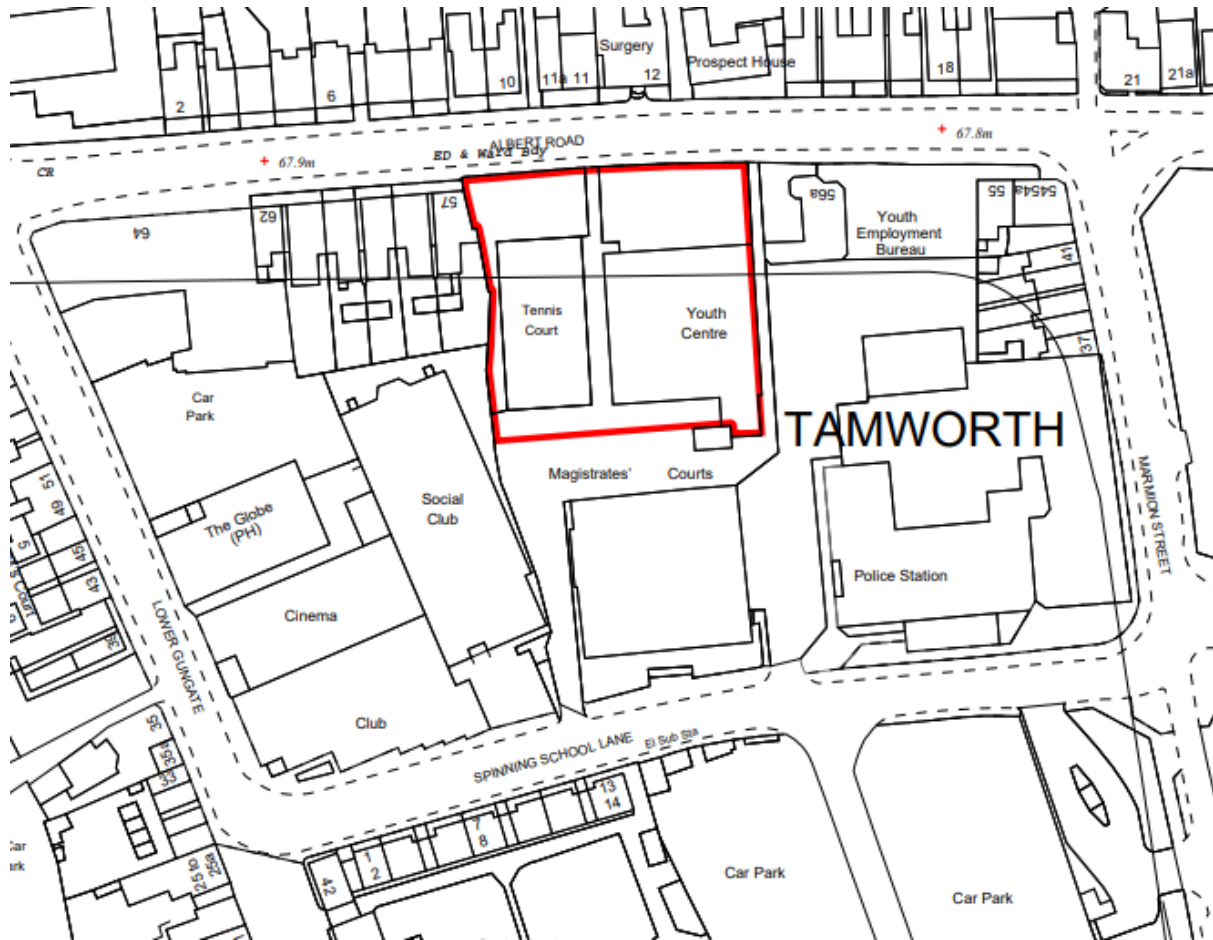 Surgery
Prospect House
2
6
10
11a
11
12
18
21
21a
ALBERT ROAD
ED & Ward Bdy
67.9m
67.8m
CR
64
62
57
56a
55
54
54a
Youth
Employment
Bureau
41
37
Tennis
Court
Youth
Centre
TAMWORTH
Car
Park
Magistrates' Courts
Social
Club
The Globe
(PH)
Cinema
Club
Police Station
MARMION STREET
LOWER GUNGATE
SPINNING SCHOOL LANE
El Sub Sta
51
49
45
43
5
39
35
35a
33
25 to
25a
42
1
2
7
8
13
14
Car Park
Car Park